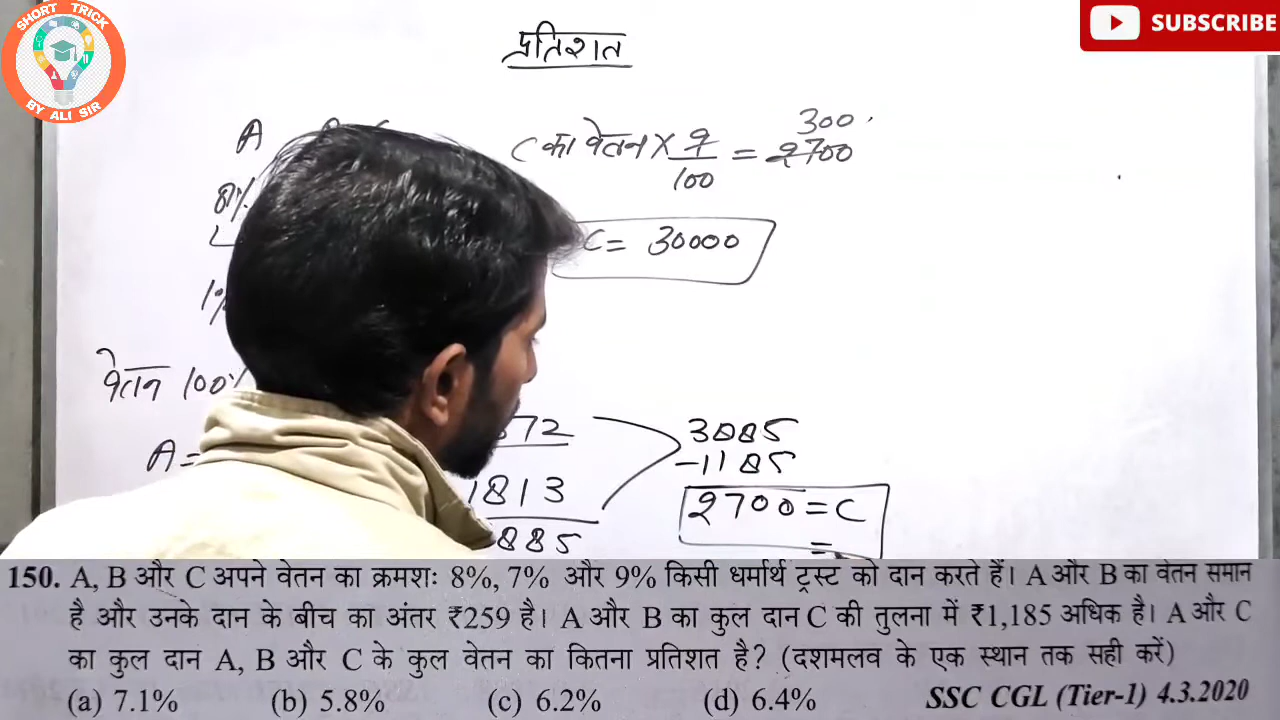 SHORT TRICK
BY ALI SIR
SUBSCRIBE
प्रतिशत
A
C का वेतन × 9/100 = 2700
300
8%
C = 30000
1%
वेतन 100%
A =
72
3885
1813
-1185
885
2700 = C
=
150. A, B और C अपने वेतन का क्रमशः 8%, 7% और 9% किसी धर्मार्थ ट्रस्ट को दान करते हैं। A और B का वेतन समान
है और उनके दान के बीच का अंतर ₹259 है। A और B का कुल दान C की तुलना में ₹1,185 अधिक है। A और C
का कुल दान A, B और C के कुल वेतन का कितना प्रतिशत है? (दशमलव के एक स्थान तक सही करें)
(a) 7.1% (b) 5.8% (c) 6.2% (d) 6.4% SSC CGL (Tier-1) 4.3.2020